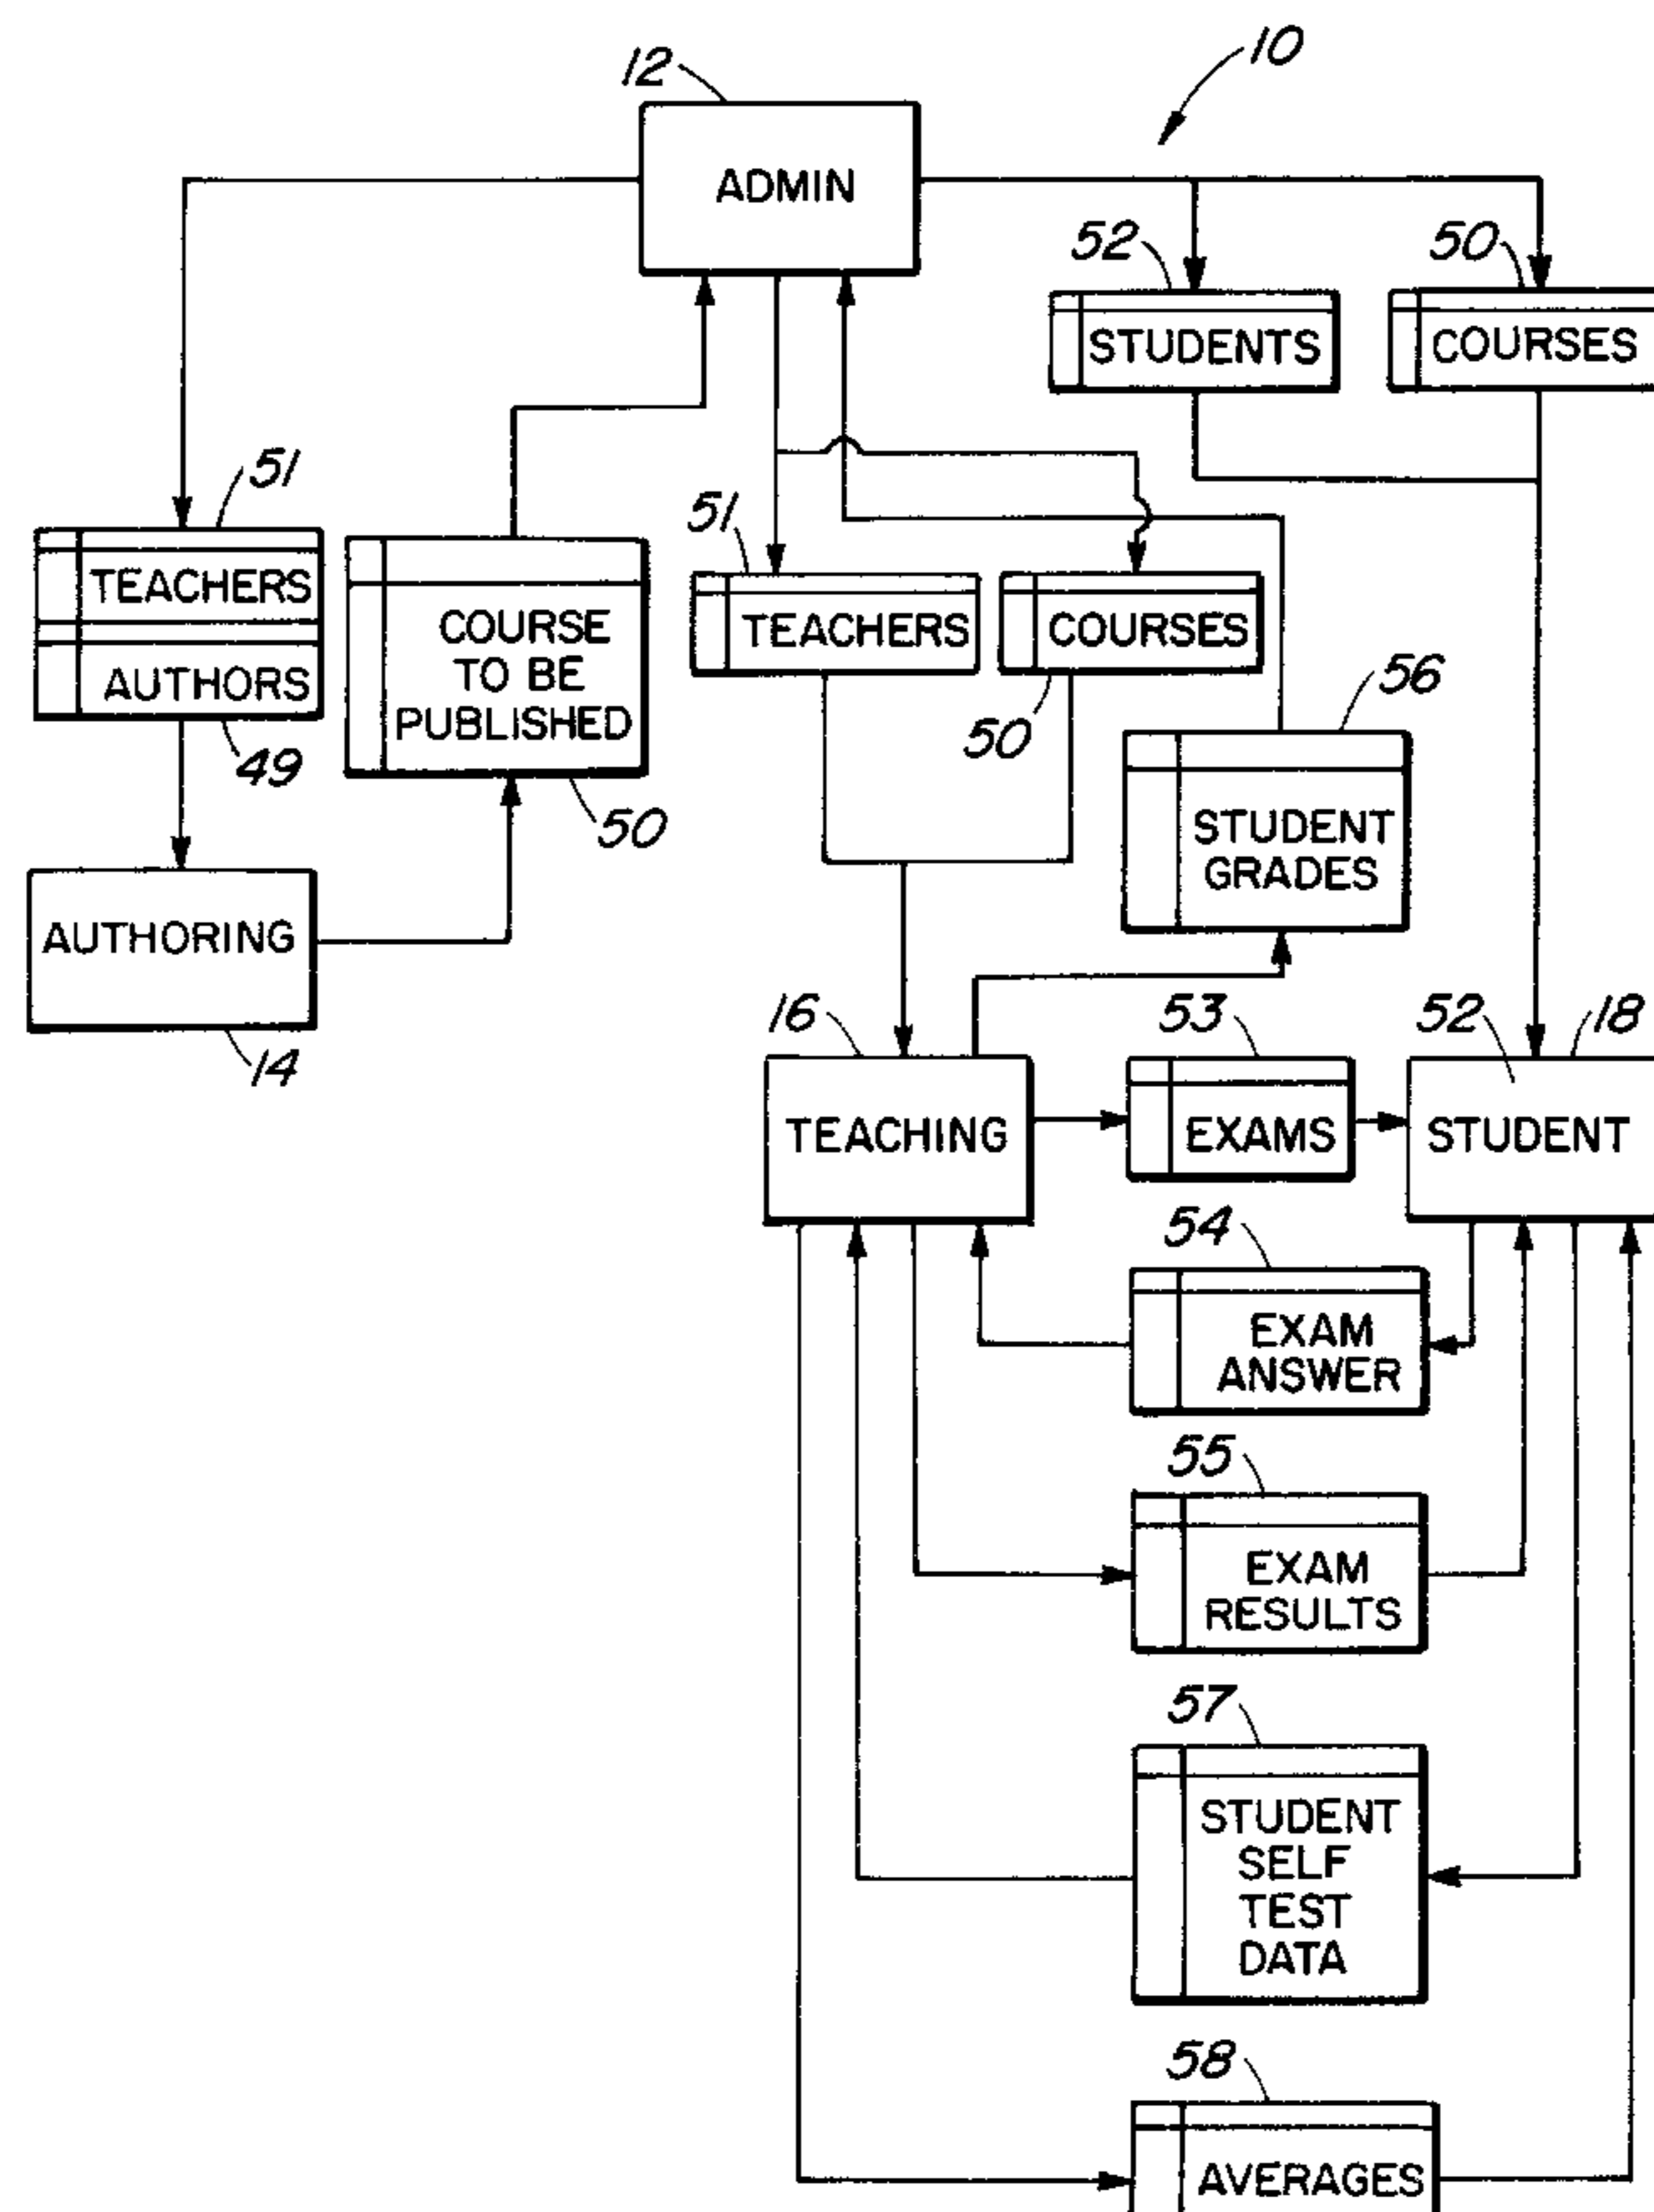 10
12
ADMIN
52
50
STUDENTS
COURSES
51
51
TEACHERS
AUTHORS
49
COURSE
TO BE
PUBLISHED
50
TEACHERS
COURSES
50
56
STUDENT
GRADES
AUTHORING
14
16
53
52
18
TEACHING
EXAMS
STUDENT
54
EXAM
ANSWER
55
EXAM
RESULTS
57
STUDENT
SELF
TEST
DATA
58
AVERAGES